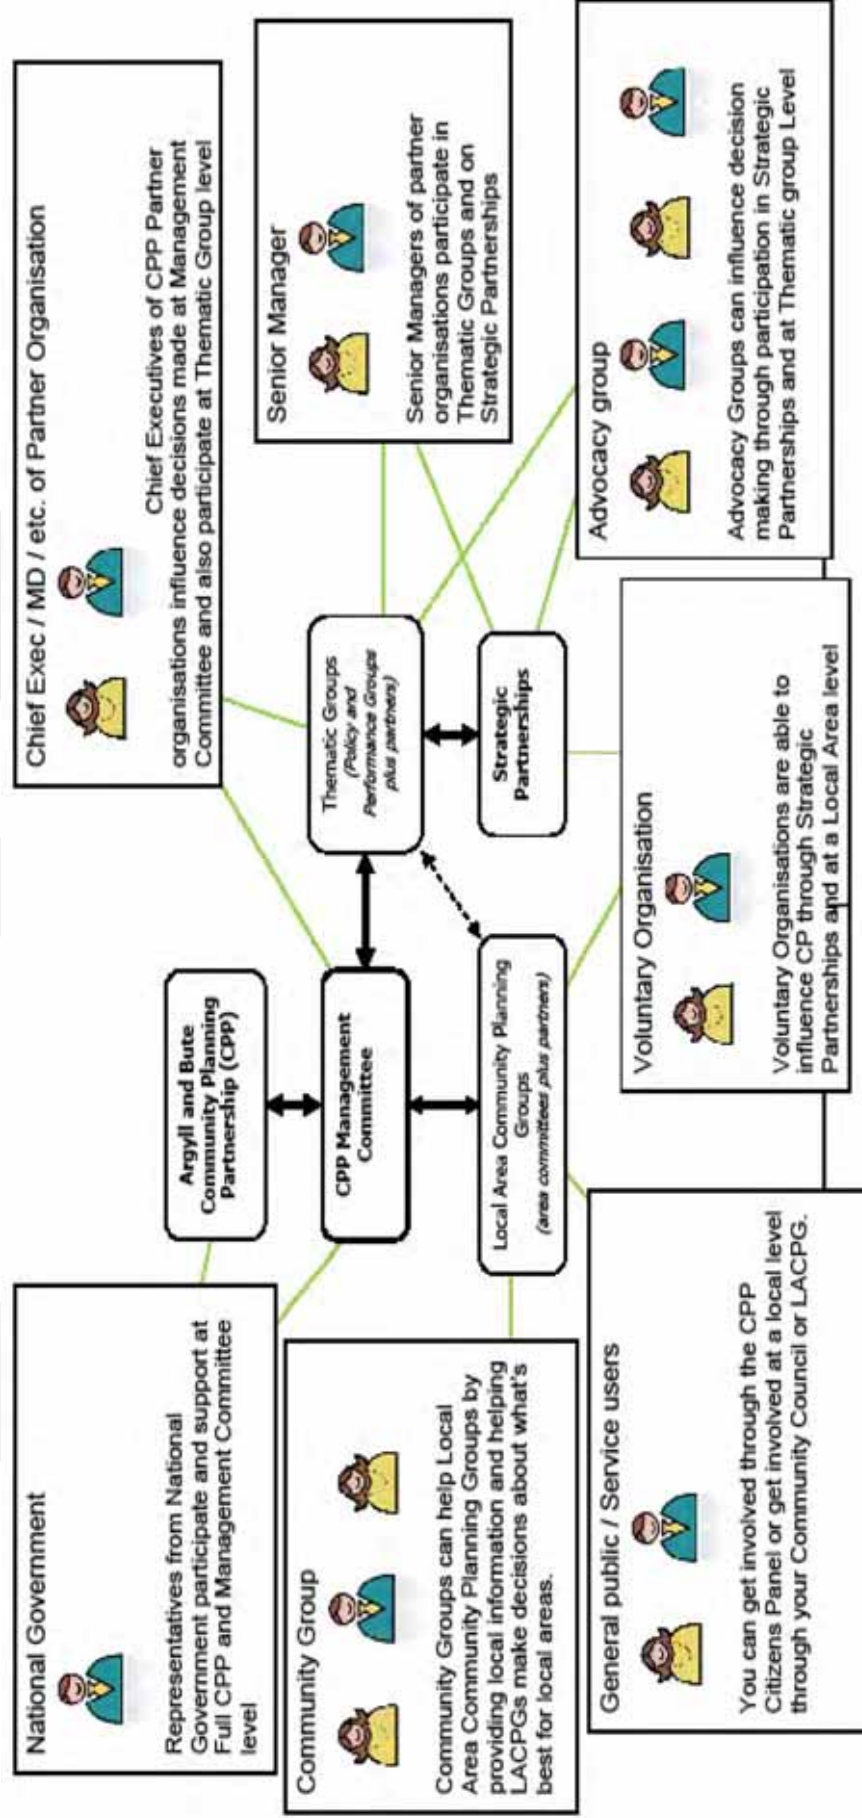 National Government
Representatives from National
Government participate and support at
Full CPP and Management Committee
level
Chief Exec / MD / etc. of Partner Organisation
Chief Executives of CPP Partner
organisations influence decisions made at Management
Committee and also participate at Thematic Group level
Argyll and Bute
Community Planning
Partnership (CPP)
CPP Management
Committee
Thematic Groups
(Policy and
Performance Groups
plus partners)
Senior Manager
Senior Managers of partner
organisations participate in
Thematic Groups and on
Strategic Partnerships
Community Group
Community Groups can help Local
Area Community Planning Groups by
providing local information and helping
LACPGs make decisions about what's
best for local areas.
Local Area Community Planning
Groups
(area committees plus partners)
Strategic
Partnerships
General public / Service users
You can get involved through the CPP
Citizens Panel or get involved at a local level
through your Community Council or LACPG.
Voluntary Organisation
Voluntary Organisations are able to
influence CP through Strategic
Partnerships and at a Local Area level
Advocacy group
Advocacy Groups can influence decision
making through participation in Strategic
Partnerships and at Thematic group Level